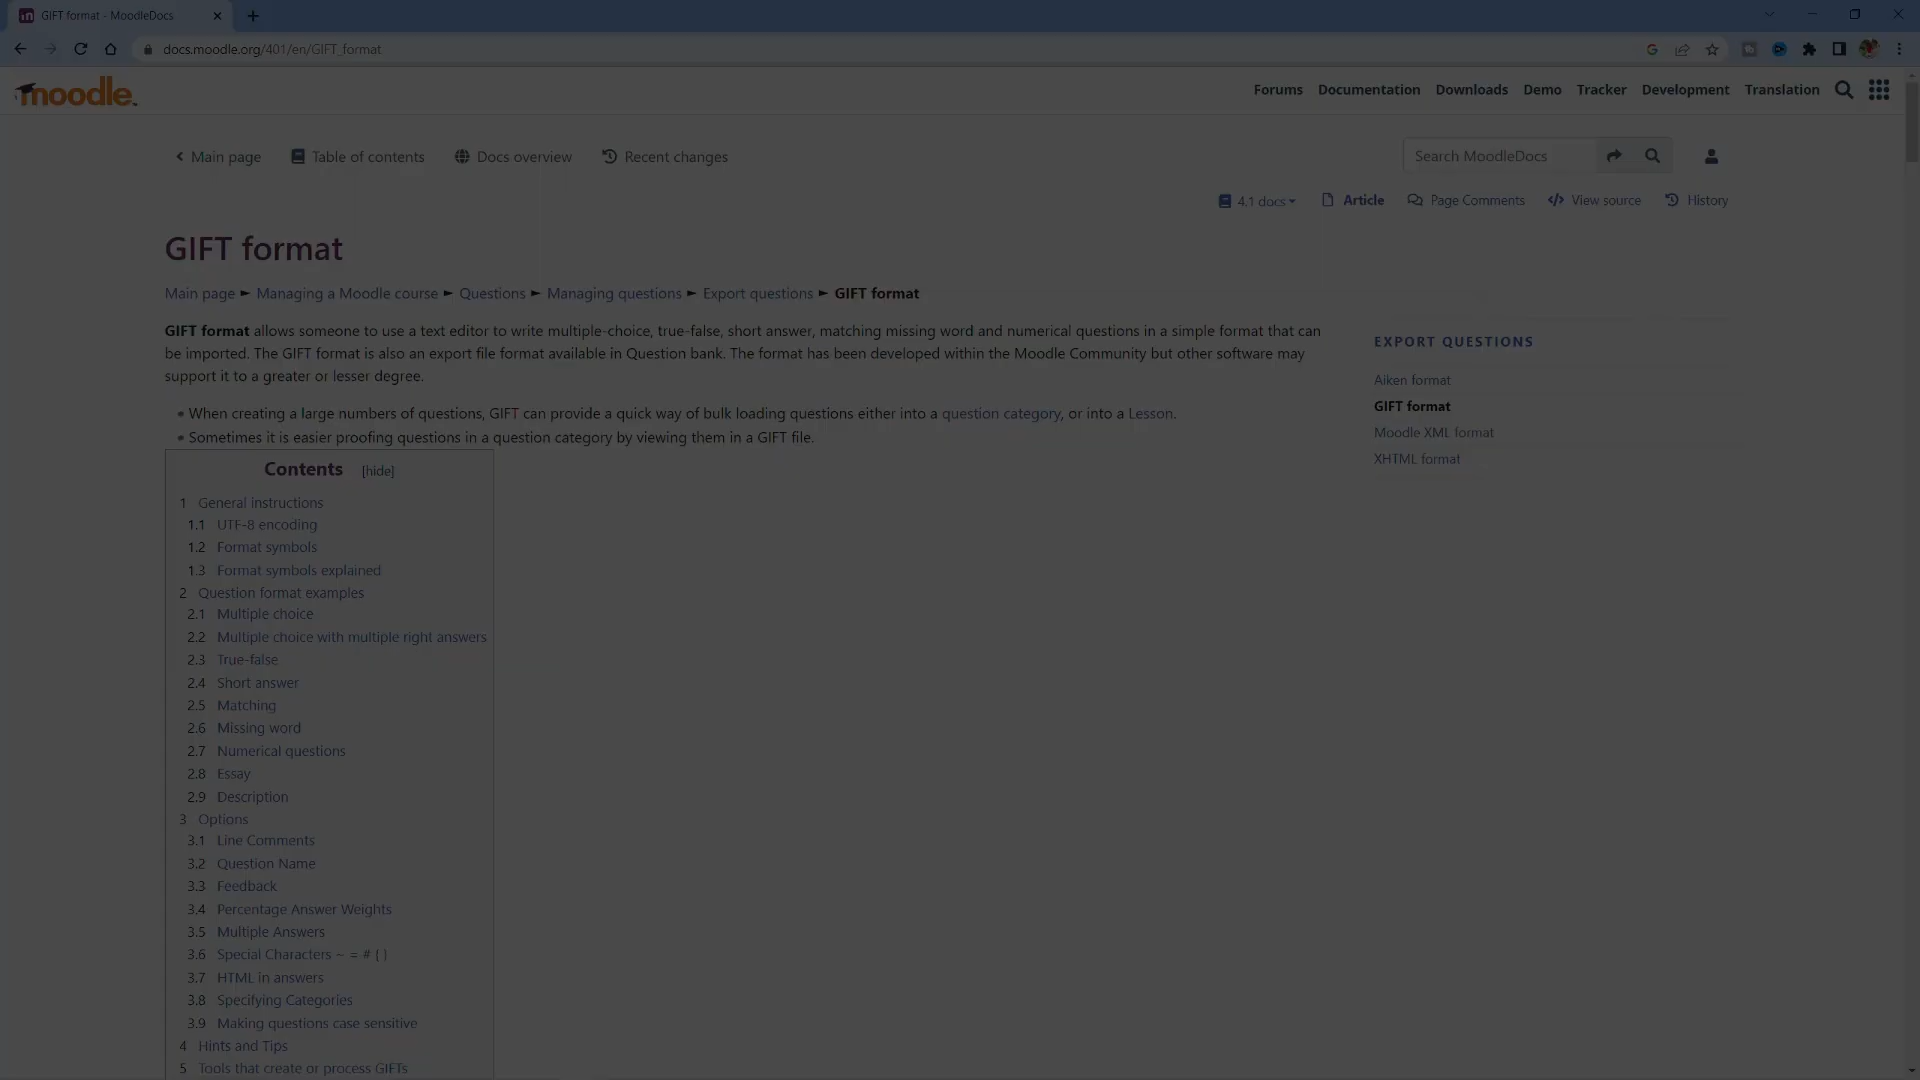 GIFT format - MoodleDocs
docs.moodle.org/401/en/GIFT_format
moodle
Forums Documentation Downloads Demo Tracker Development Translation
Main page Table of contents Docs overview Recent changes
Search MoodleDocs
4.1 docs Article Page Comments View source History
GIFT format
Main page ► Managing a Moodle course ► Questions ► Managing questions ► Export questions ► GIFT format
GIFT format allows someone to use a text editor to write multiple-choice, true-false, short answer, matching missing word and numerical questions in a simple format that can
be imported. The GIFT format is also an export file format available in Question bank. The format has been developed within the Moodle Community but other software may
support it to a greater or lesser degree.
When creating a large numbers of questions, GIFT can provide a quick way of bulk loading questions either into a question category, or into a Lesson.
Sometimes it is easier proofing questions in a question category by viewing them in a GIFT file.
EXPORT QUESTIONS
Aiken format
GIFT format
Moodle XML format
XHTML format
Contents [hide]
1 General instructions
1.1 UTF-8 encoding
1.2 Format symbols
1.3 Format symbols explained
2 Question format examples
2.1 Multiple choice
2.2 Multiple choice with multiple right answers
2.3 True-false
2.4 Short answer
2.5 Matching
2.6 Missing word
2.7 Numerical questions
2.8 Essay
2.9 Description
3 Options
3.1 Line Comments
3.2 Question Name
3.3 Feedback
3.4 Percentage Answer Weights
3.5 Multiple Answers
3.6 Special Characters ~ = # { }
3.7 HTML in answers
3.8 Specifying Categories
3.9 Making questions case sensitive
4 Hints and Tips
5 Tools that create or process GIFTs